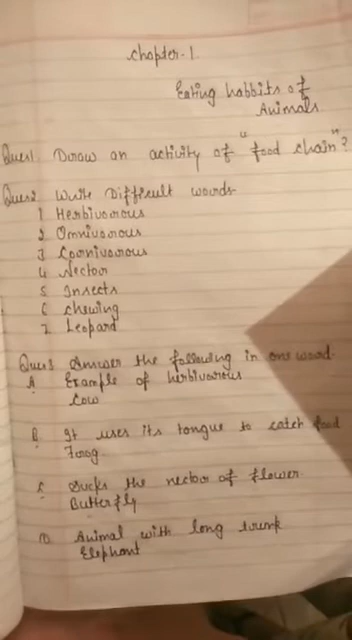 Chapter-1
Eating habbits of
Animals
Ques1 Draw an activity of "food chain"?
Ques2 Write Difficult words
1 Herbivorous
2 Omnivorous
3 Cornivorous
4 Nector
5 Insects
6 Chewing
7. Leopard
Ques3 Answer the following in one word.
A Example of herbivorous
Cow
B It uses its tongue to catch food
Frog
C Sucks the nector of flower
Butterfly
D Animal with long trunk
Elephant